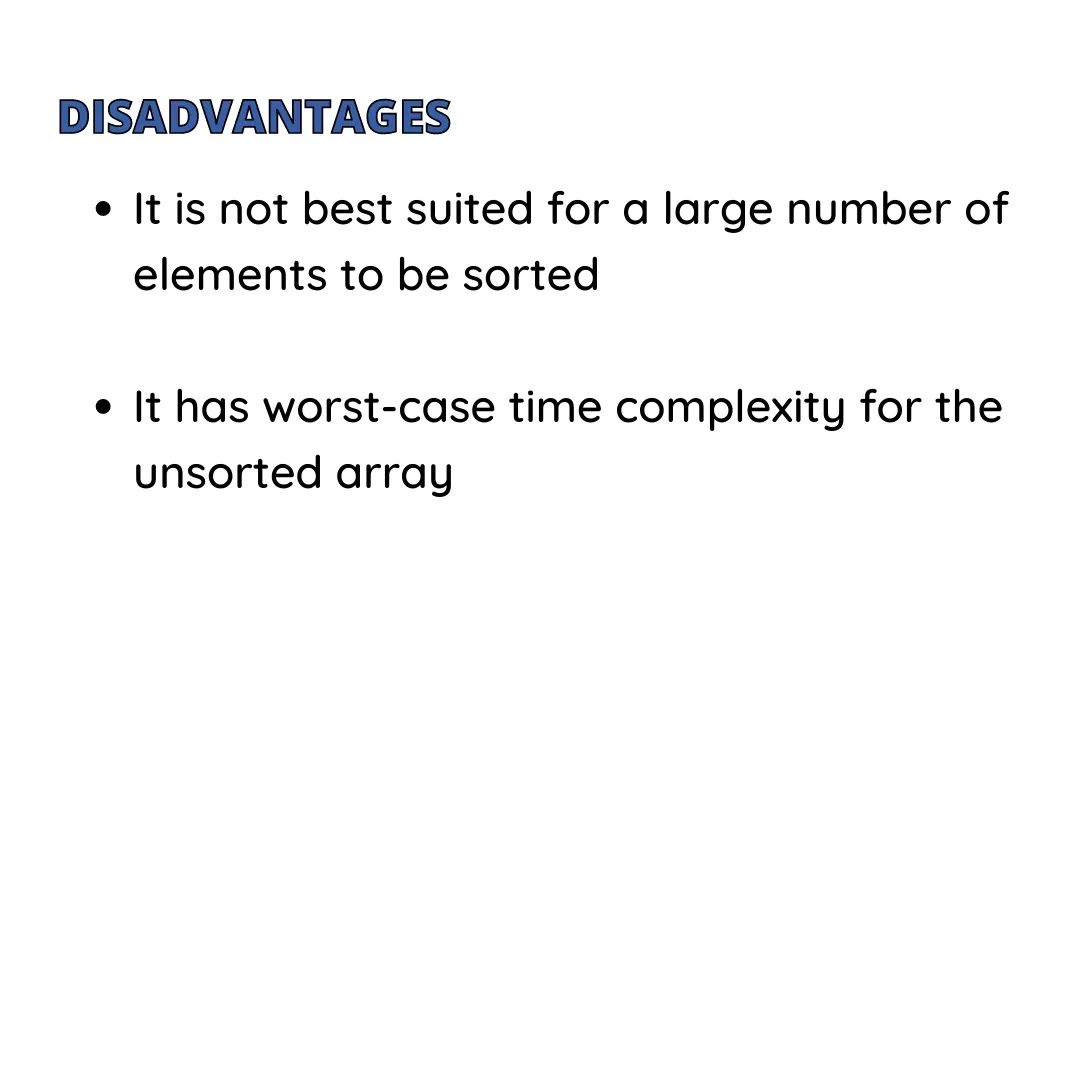 DISADVANTAGES
• It is not best suited for a large number of
elements to be sorted
• It has worst-case time complexity for the
unsorted array